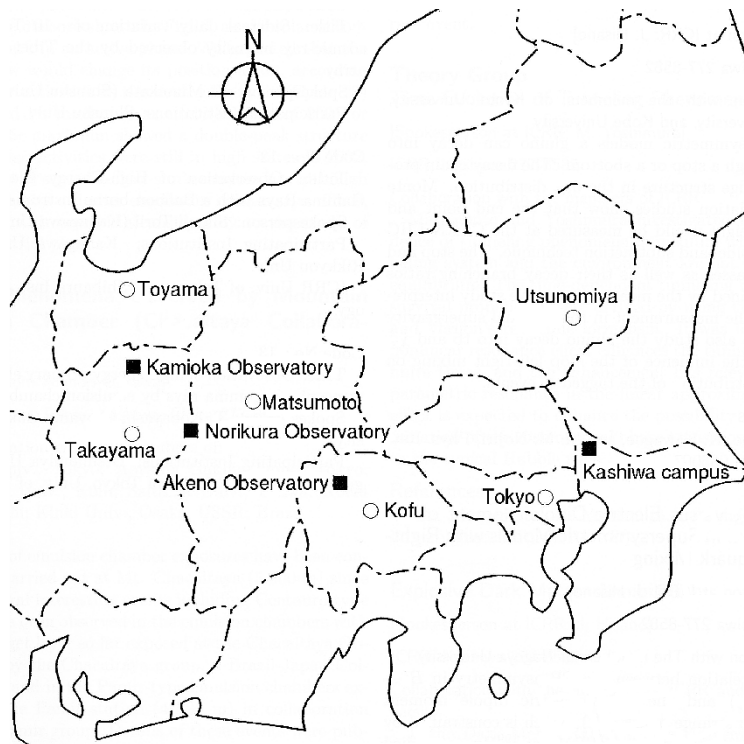 N
Toyama
Utsunomiya
Kamioka Observatory
Matsumoto
Norikura Observatory
Takayama
Kashiwa campus
Akeno Observatory
Tokyo
Kofu